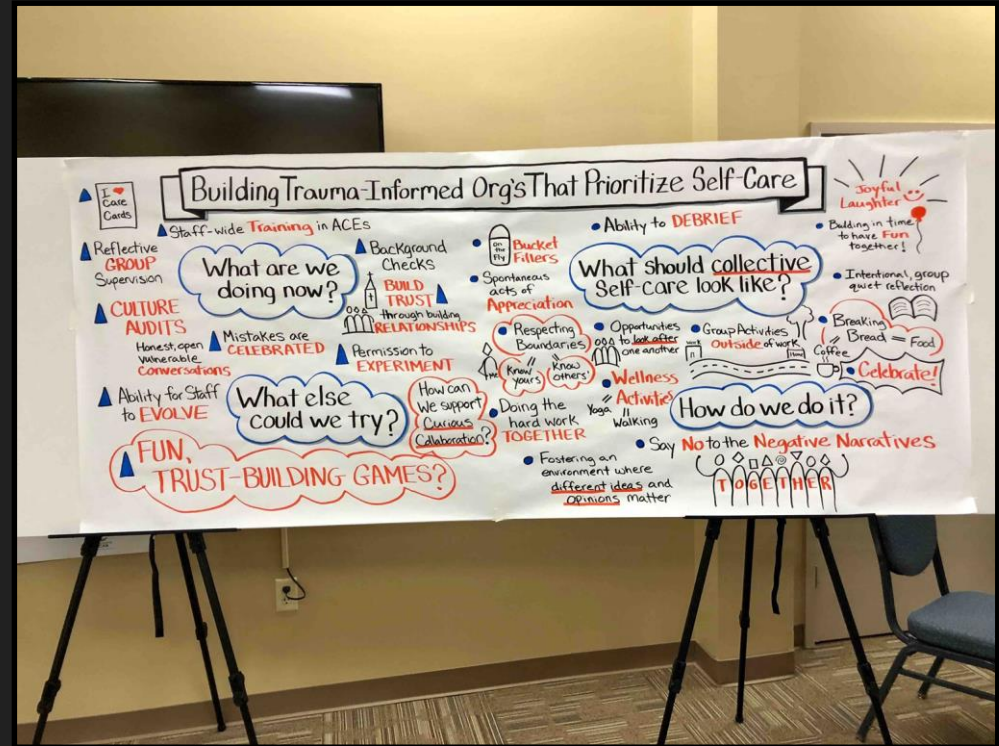 Building Trauma-Informed Org's That Prioritize Self-Care
I ♥
Care
Cards
Staff-wide Training in ACEs
Reflective
GROUP
Supervision
What are we
doing now?
Background
Checks
BUILD
TRUST
through building
RELATIONSHIPS
CULTURE
AUDITS
Honest, open
Vulnerable
Conversations
Mistakes are
CELEBRATED
Permission to
EXPERIMENT
Ability for Staff
to EVOLVE
What else
could we try?
How can
we support
Curious
Collaboration?
FUN,
TRUST-BUILDING GAMES?
On
the
Fly
Bucket
Fillers
Spontaneous
acts of
Appreciation
Ability to DEBRIEF
What should collective
Self-care look like?
Joyful
Laughter
Building in time
to have Fun
together!
Intentional, group
quiet reflection
Respecting
Boundaries
me
Know
yours
Know
others'
Opportunities
to look after
one another
Group Activities
Outside of work
work
Home
Breaking
Bread = Food
Coffee
Celebrate!
Wellness
Activities
Yoga
Walking
Doing the
hard work
TOGETHER
How do we do it?
Fostering an
environment where
different ideas and
opinions matter
Say No to the Negative Narratives
TOGETHER